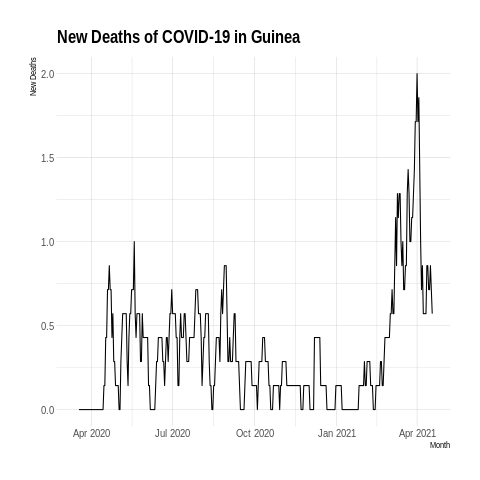 New Deaths of COVID-19 in Guinea
New Deaths
2.0
1.5
1.0
0.5
0.0
Apr 2020 Jul 2020 Oct 2020 Jan 2021 Apr 2021
Month